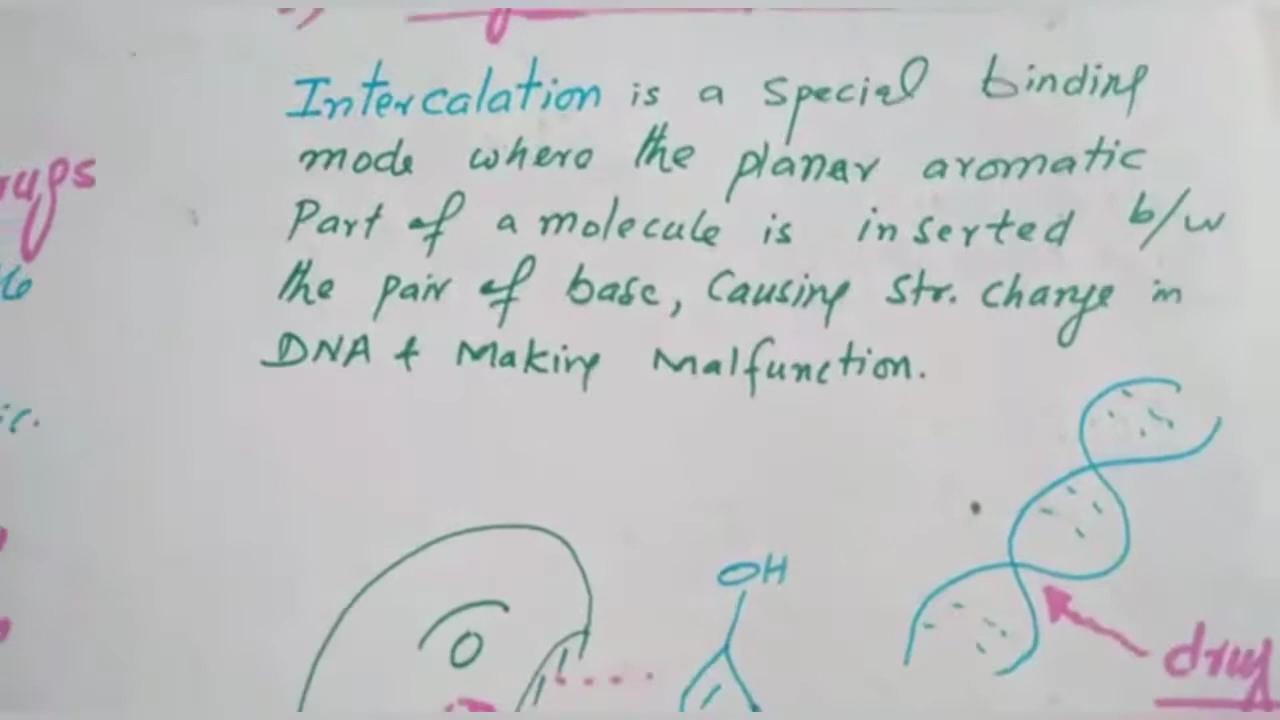 Intercalation is a special binding
mode where the planar aromatic
Part of a molecule is inserted b/w
the pair of base, Causing str. change in
DNA & Making Malfunction.
OH
drug